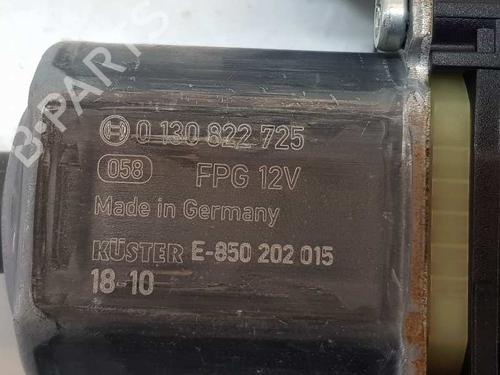 B-PARTS
0 130 822 725
058 FPG 12V
Made in Germany
KÜSTER E-850 202 015
18-10